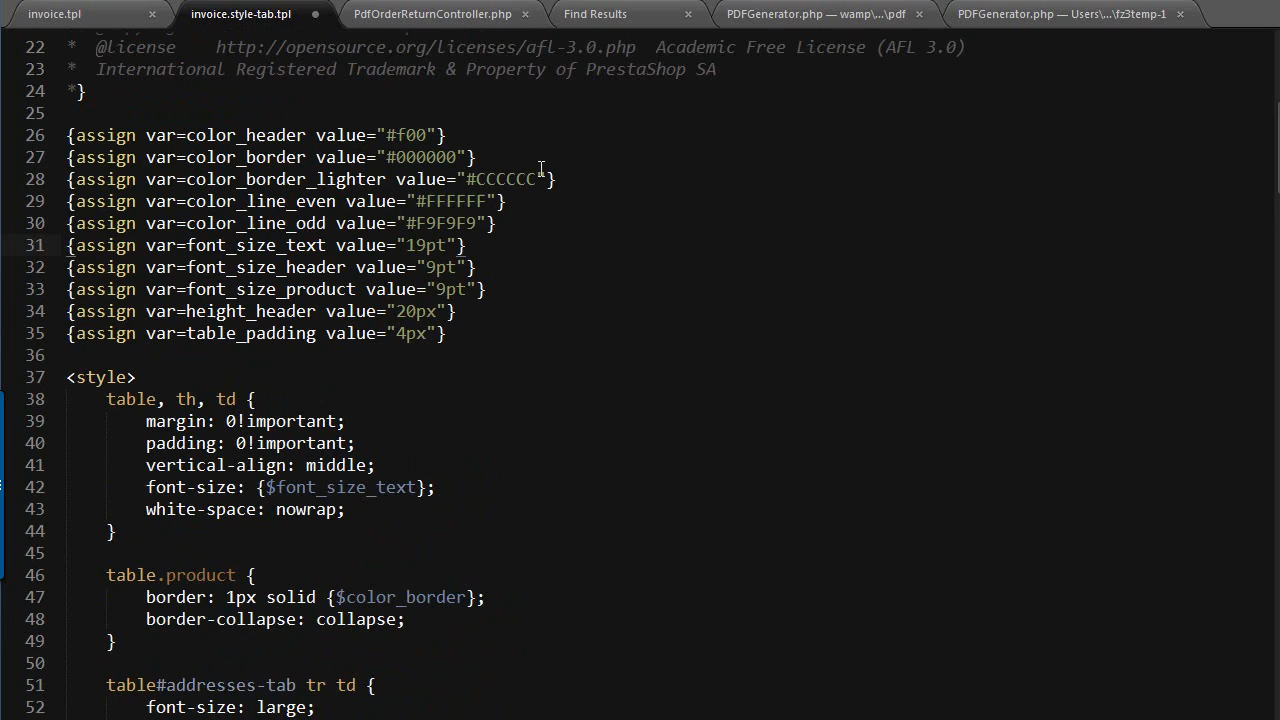 invoice.tpl × invoice.style-tab.tpl ● PdfOrderReturnController.php × Find Results × PDFGenerator.php — wamp\...\pdf × PDFGenerator.php — Users\...\fz3temp-1 ×
22 *  @license    http://opensource.org/licenses/afl-3.0.php  Academic Free License (AFL 3.0)
23 *  International Registered Trademark & Property of PrestaShop SA
24 *}
25
26 {assign var=color_header value="#f00"}
27 {assign var=color_border value="#000000"}
28 {assign var=color_border_lighter value="#CCCCCC"}
29 {assign var=color_line_even value="#FFFFFF"}
30 {assign var=color_line_odd value="#F9F9F9"}
31 {assign var=font_size_text value="19pt"}
32 {assign var=font_size_header value="9pt"}
33 {assign var=font_size_product value="9pt"}
34 {assign var=height_header value="20px"}
35 {assign var=table_padding value="4px"}
36
37 <style>
38     table, th, td {
39         margin: 0!important;
40         padding: 0!important;
41         vertical-align: middle;
42         font-size: {$font_size_text};
43         white-space: nowrap;
44     }
45
46     table.product {
47         border: 1px solid {$color_border};
48         border-collapse: collapse;
49     }
50
51     table#addresses-tab tr td {
52         font-size: large;